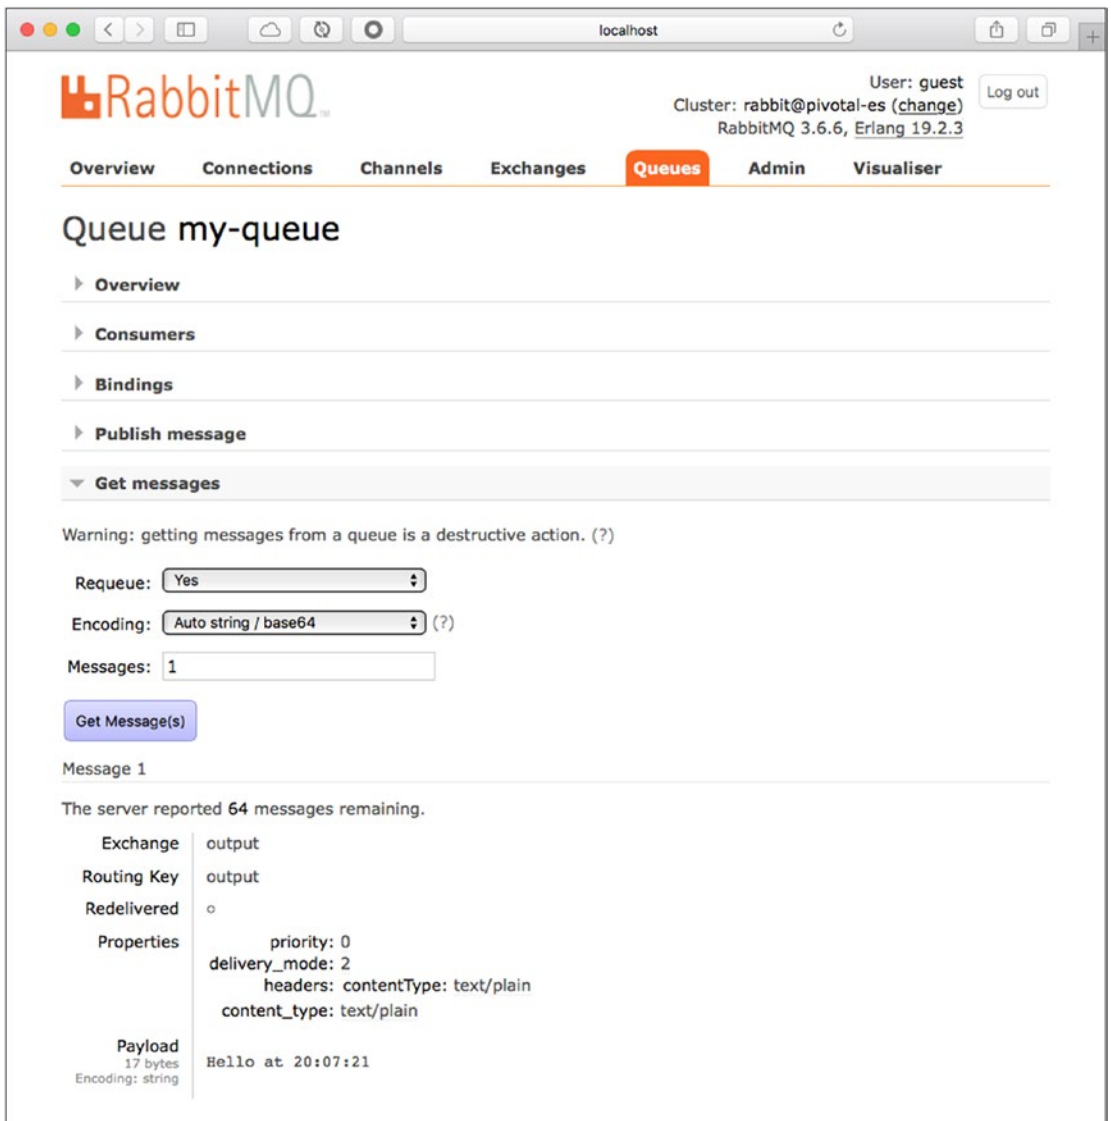 localhost
RabbitMQ™
User: guest
Cluster: rabbit@pivotal-es (change)
RabbitMQ 3.6.6, Erlang 19.2.3
Log out
Overview Connections Channels Exchanges Queues Admin Visualiser
Queue my-queue
Overview
Consumers
Bindings
Publish message
Get messages
Warning: getting messages from a queue is a destructive action. (?)
Requeue: Yes
Encoding: Auto string / base64 (?)
Messages: 1
Get Message(s)
Message 1
The server reported 64 messages remaining.
Exchange output
Routing Key output
Redelivered ○
Properties priority: 0
delivery_mode: 2
headers: contentType: text/plain
content_type: text/plain
Payload
17 bytes
Encoding: string
Hello at 20:07:21